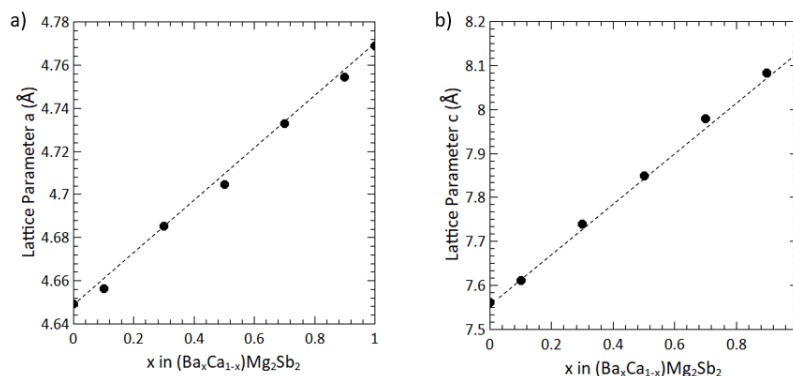 a)
Lattice Parameter a (Å)
4.78
4.76
4.74
4.72
4.7
4.68
4.66
4.64
0 0.2 0.4 0.6 0.8 1
x in (BaₓCa₁₋ₓ)Mg₂Sb₂
b)
Lattice Parameter c (Å)
8.2
8.1
8
7.9
7.8
7.7
7.6
7.5
0 0.2 0.4 0.6 0.8
x in (BaₓCa₁₋ₓ)Mg₂Sb₂